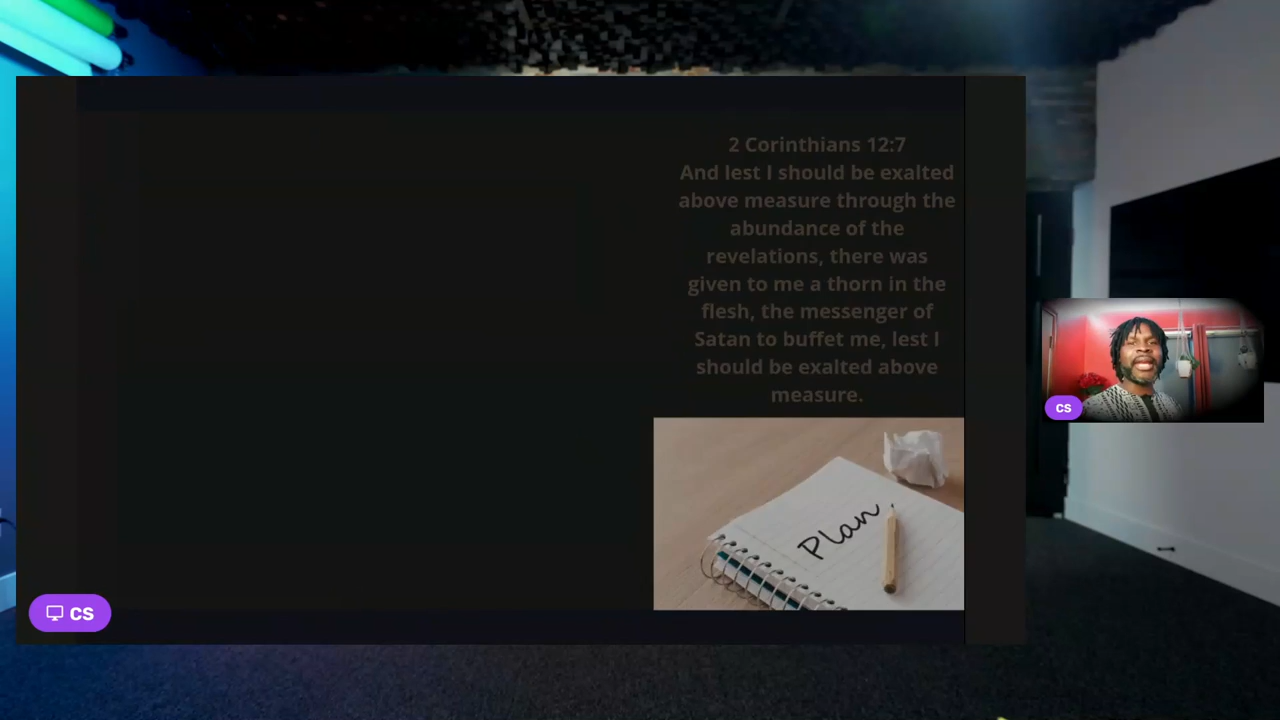 2 Corinthians 12:7
And lest I should be exalted
above measure through the
abundance of the
revelations, there was
given to me a thorn in the
flesh, the messenger of
Satan to buffet me, lest I
should be exalted above
measure.
Plan
CS
CS